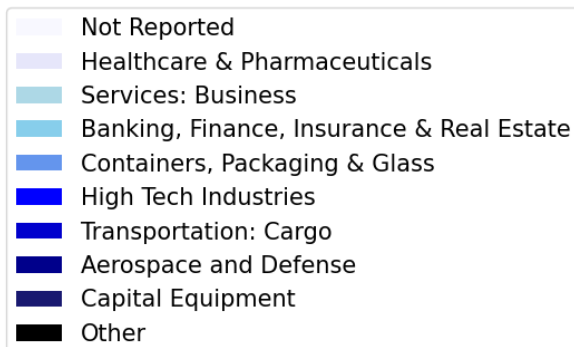 Not Reported
Healthcare & Pharmaceuticals
Services: Business
Banking, Finance, Insurance & Real Estate
Containers, Packaging & Glass
High Tech Industries
Transportation: Cargo
Aerospace and Defense
Capital Equipment
Other